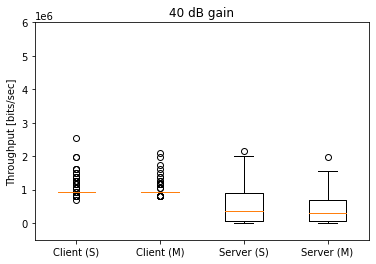 40 dB gain
1e6
Throughput [bits/sec]
6
5
4
3
2
1
0
Client (S)
Client (M)
Server (S)
Server (M)